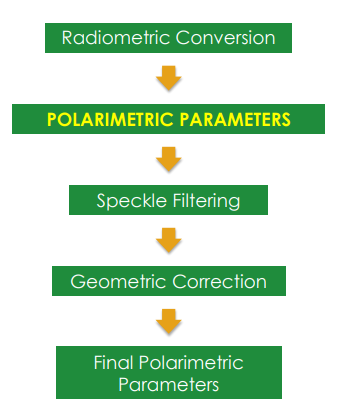 Radiometric Conversion
POLARIMETRIC PARAMETERS
Speckle Filtering
Geometric Correction
Final Polarimetric
Parameters